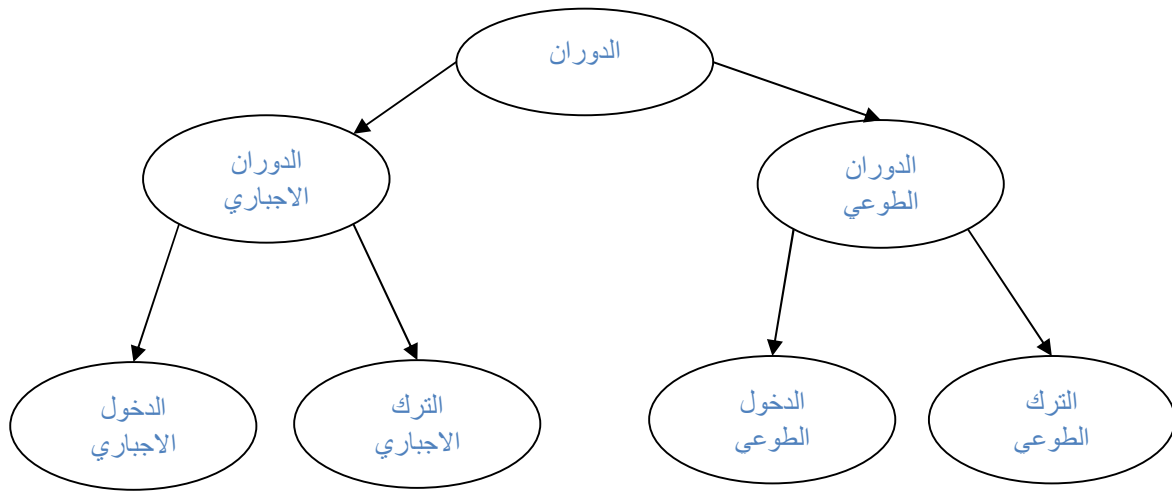 الدوران
الدوران
الطوعي
الدوران
الاجباري
الترك
الطوعي
الدخول
الطوعي
الترك
الاجباري
الدخول
الاجباري